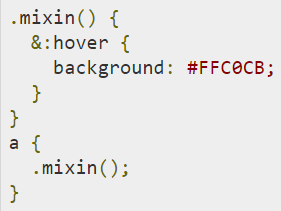 .mixin() {
  &:hover {
    background: #FFC0CB;
  }
}
a {
  .mixin();
}